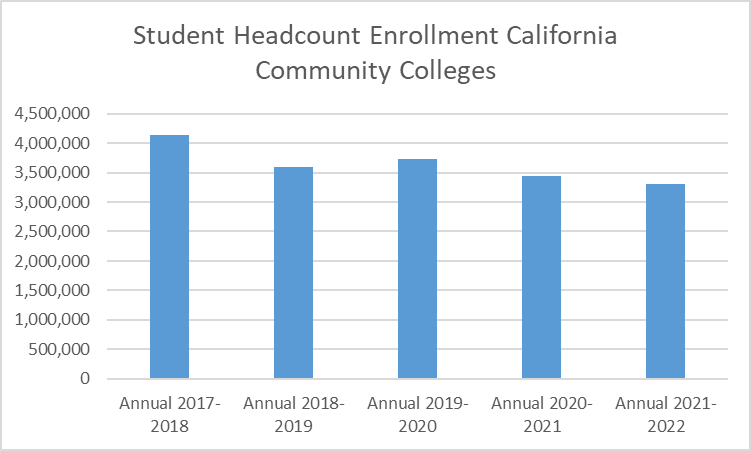 Student Headcount Enrollment California
Community Colleges
4,500,000
4,000,000
3,500,000
3,000,000
2,500,000
2,000,000
1,500,000
1,000,000
500,000
0
Annual 2017-
2018
Annual 2018-
2019
Annual 2019-
2020
Annual 2020-
2021
Annual 2021-
2022